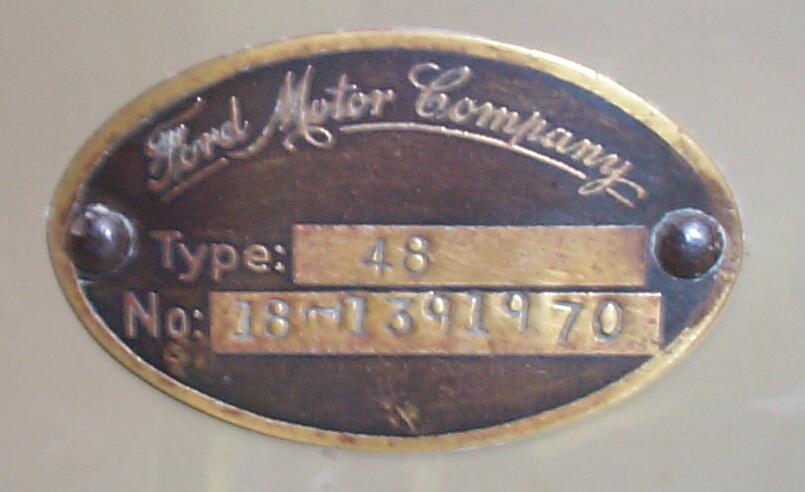 Ford Motor Company
Type: 48
No: 18-1391970